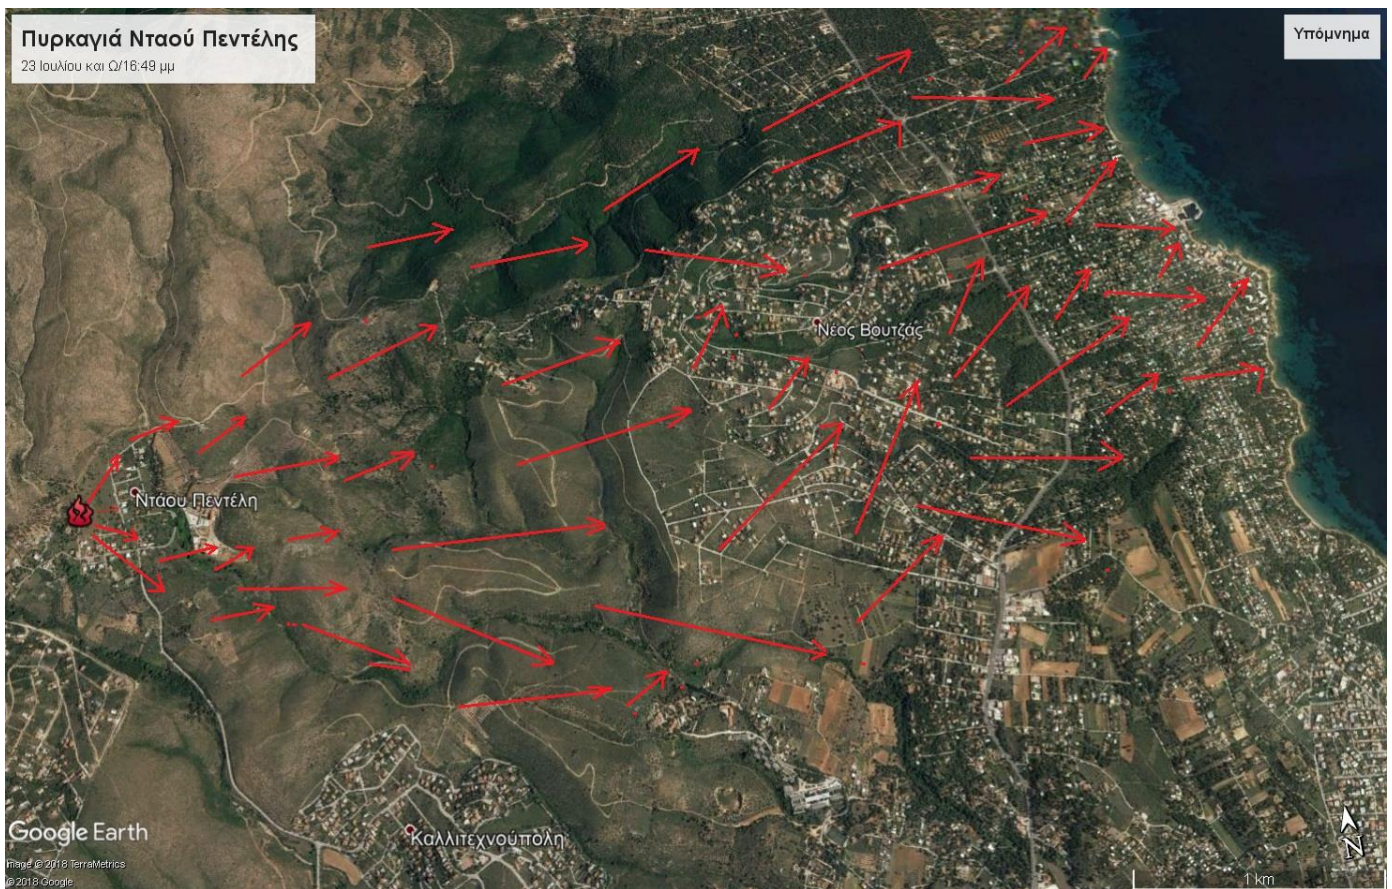 Πυρκαγιά Νταού Πεντέλης
23 Ιουλίου και Ω/16:49 μμ
Υπόμνημα
Νέος Βουτζάς
Ντάου Πεντέλη
Καλλιτεχνούπολη
Google Earth
Image © 2018 TerraMetrics
© 2018 Google
N
1 km